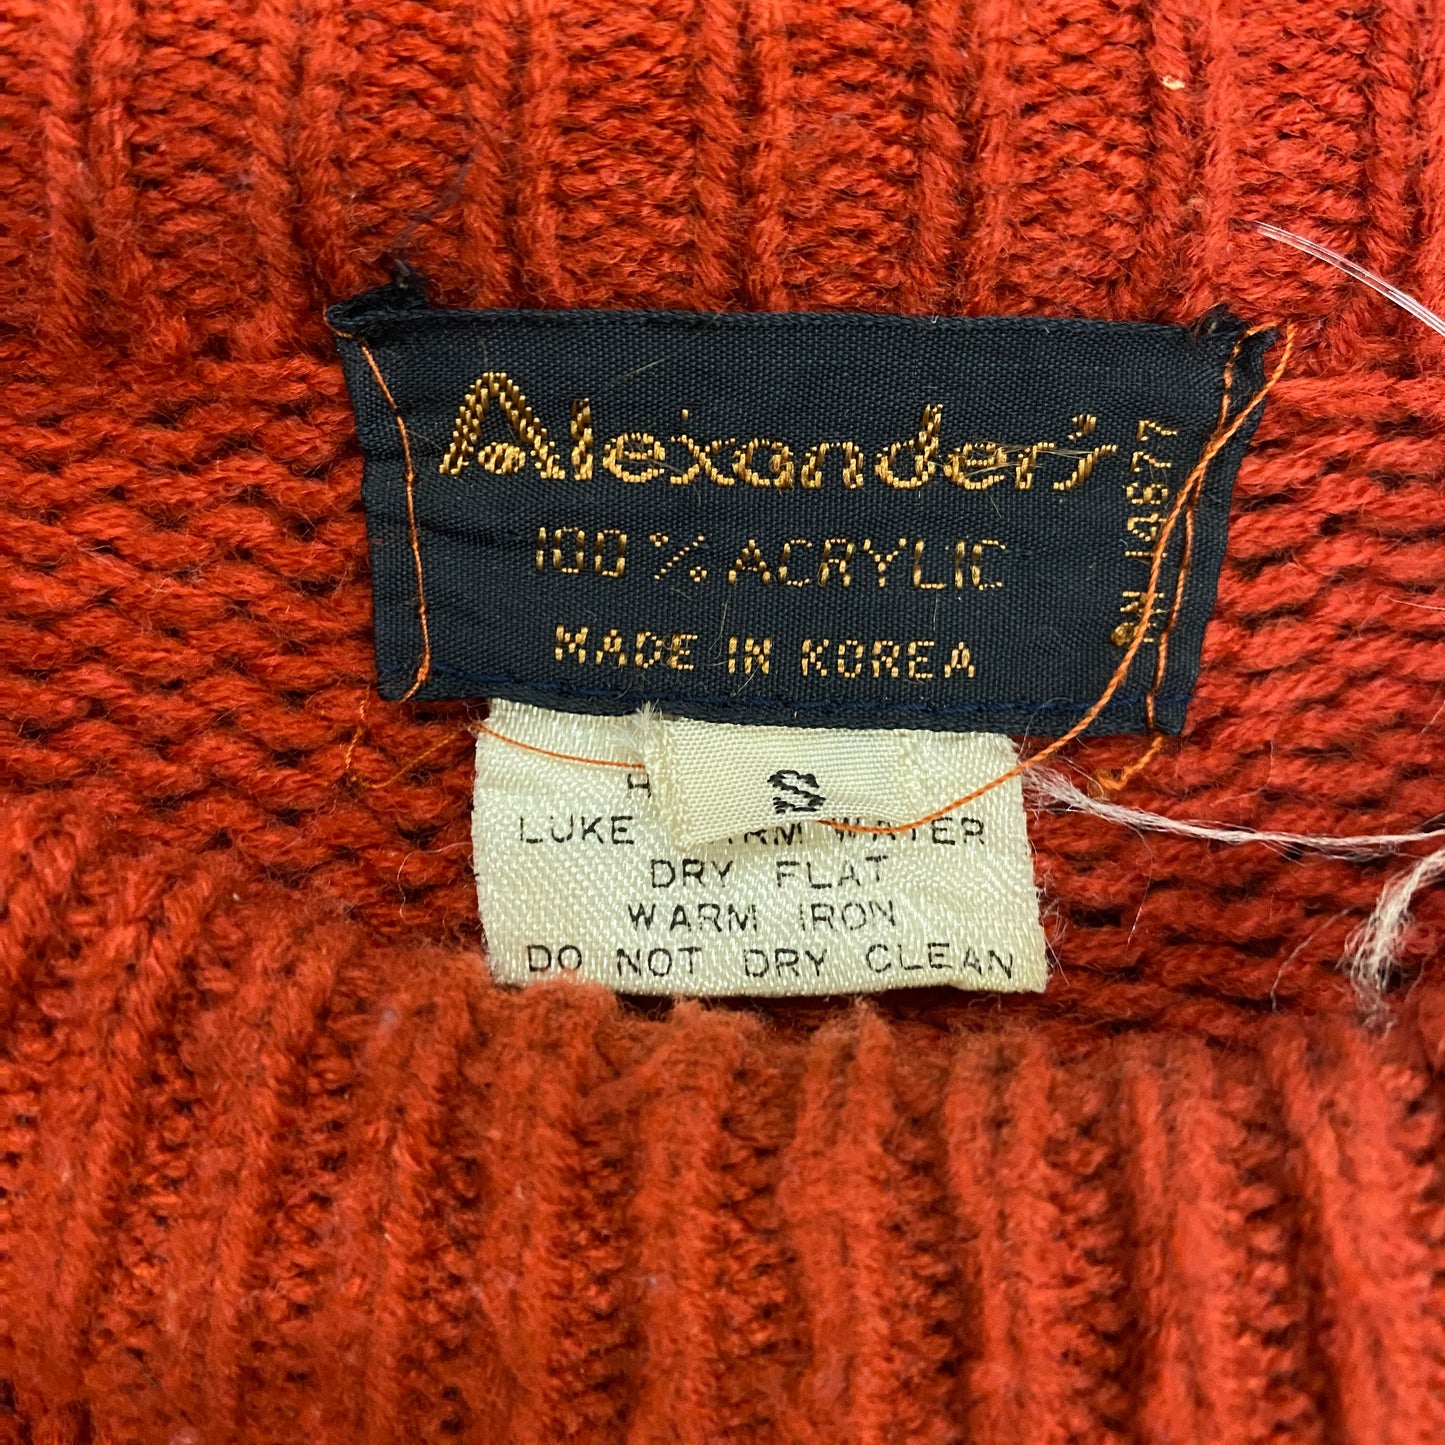 Alexander's
100% ACRYLIC
MADE IN KOREA
RN 14677
S
LUKE WATER
DRY FLAT
WARM IRON
DO NOT DRY CLEAN